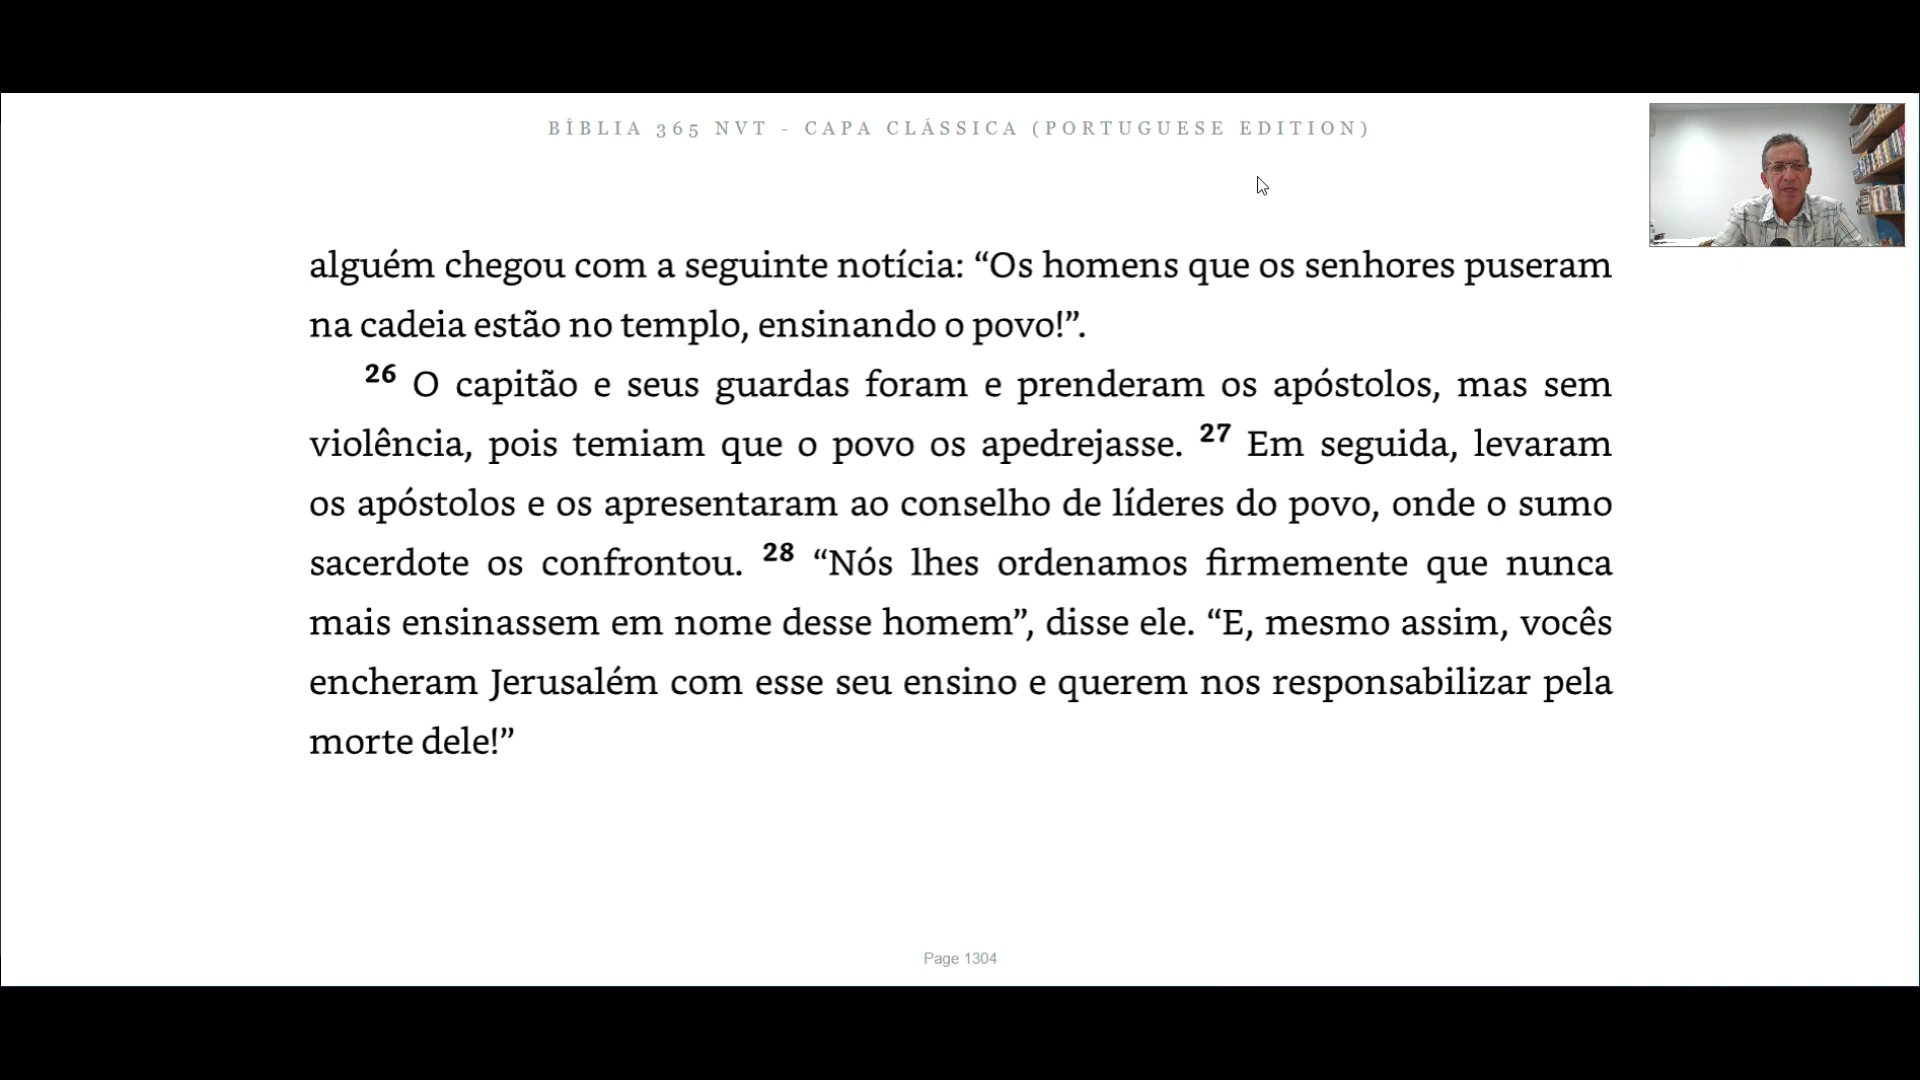 BÍBLIA 365 NVT - CAPA CLÁSSICA (PORTUGUESE EDITION)
alguém chegou com a seguinte notícia: “Os homens que os senhores puseram
na cadeia estão no templo, ensinando o povo!”.
26 O capitão e seus guardas foram e prenderam os apóstolos, mas sem
violência, pois temiam que o povo os apedrejasse. 27 Em seguida, levaram
os apóstolos e os apresentaram ao conselho de líderes do povo, onde o sumo
sacerdote os confrontou. 28 “Nós lhes ordenamos firmemente que nunca
mais ensinassem em nome desse homem”, disse ele. “E, mesmo assim, vocês
encheram Jerusalém com esse seu ensino e querem nos responsabilizar pela
morte dele!”
Page 1304